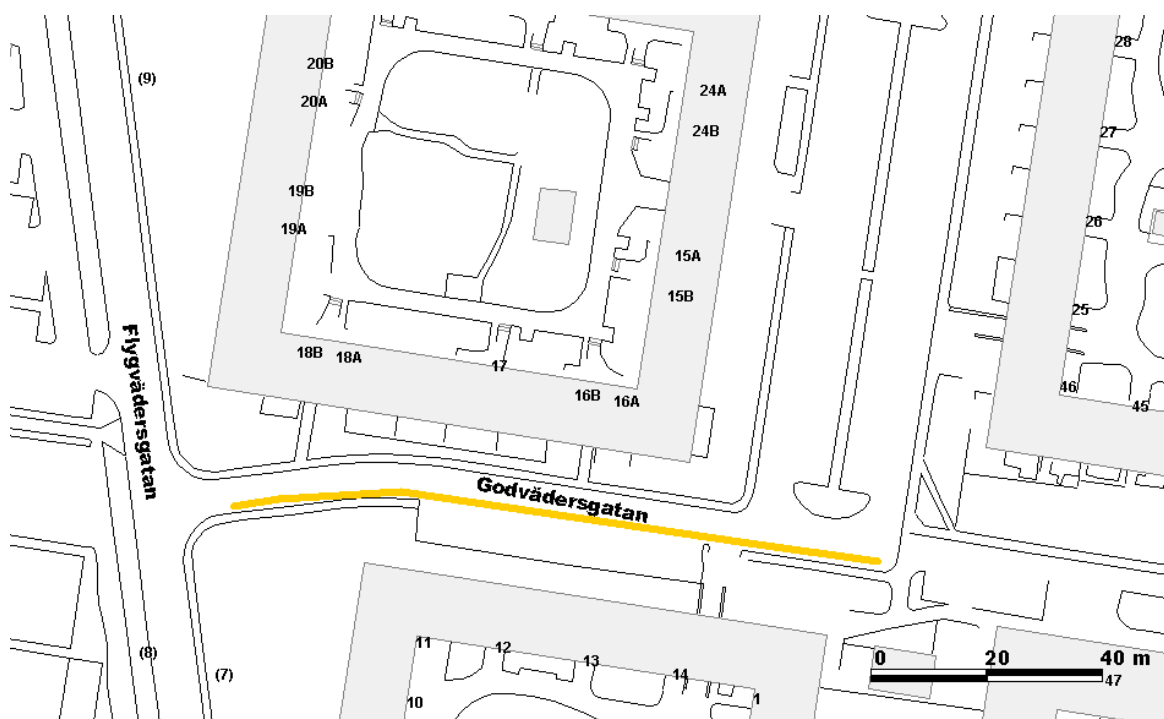 28
20B
(9)
24A
20A
24B
27
19B
26
19A
15A
15B
25
Flygvädersgatan
18B
18A
17
46
16B
16A
45
Godvädersgatan
11
12
(8)
13
0 20 40 m
(7)
14
47
10
1